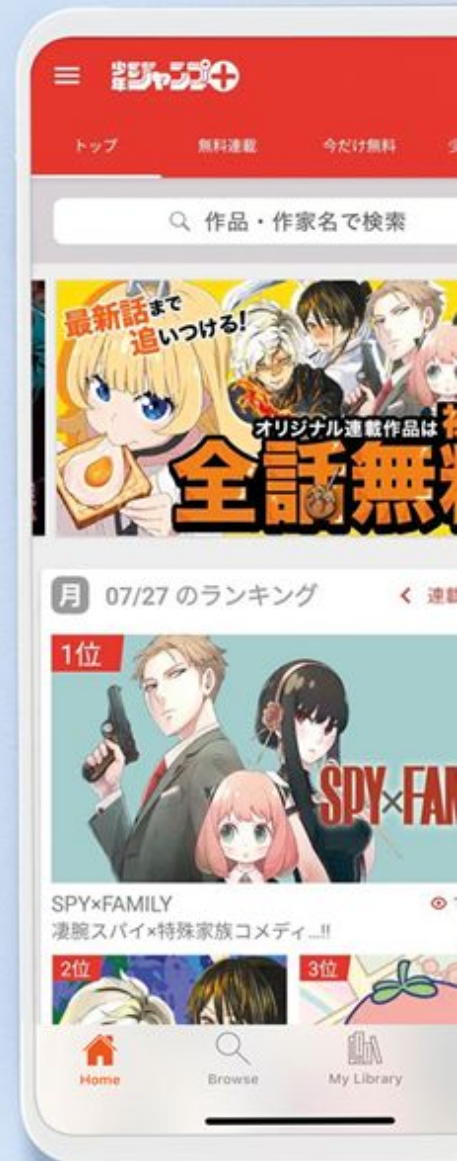 少年ジャンプ+
トップ 無料連載 今だけ無料
作品・作家名で検索
最新話まで
追いつける!
オリジナル連載作品は
全話無
月 07/27 のランキング < 連
1位
SPY×FAM
SPY×FAMILY
凄腕スパイ×特殊家族コメディ…!!
2位 3位
Home Browse My Library